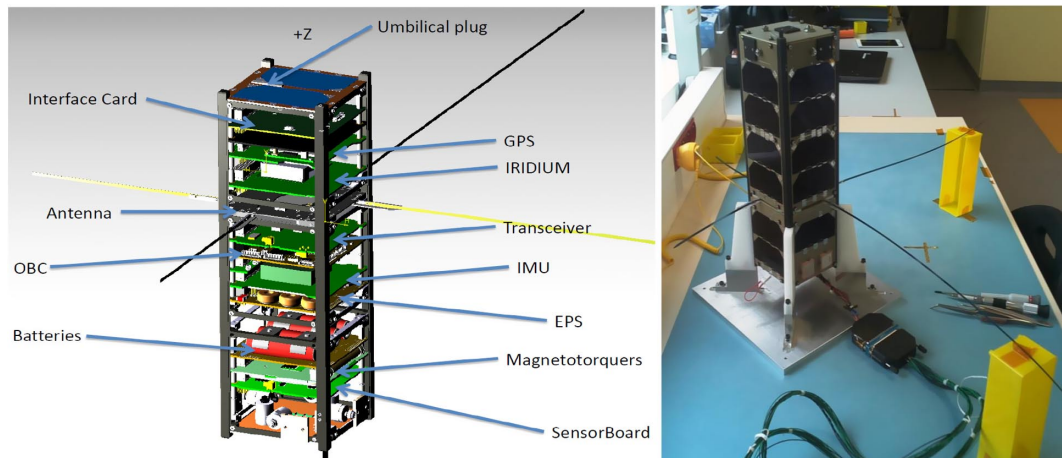 +Z
Umbilical plug
Interface Card
GPS
IRIDIUM
Antenna
Transceiver
OBC
IMU
EPS
Batteries
Magnetotorquers
SensorBoard